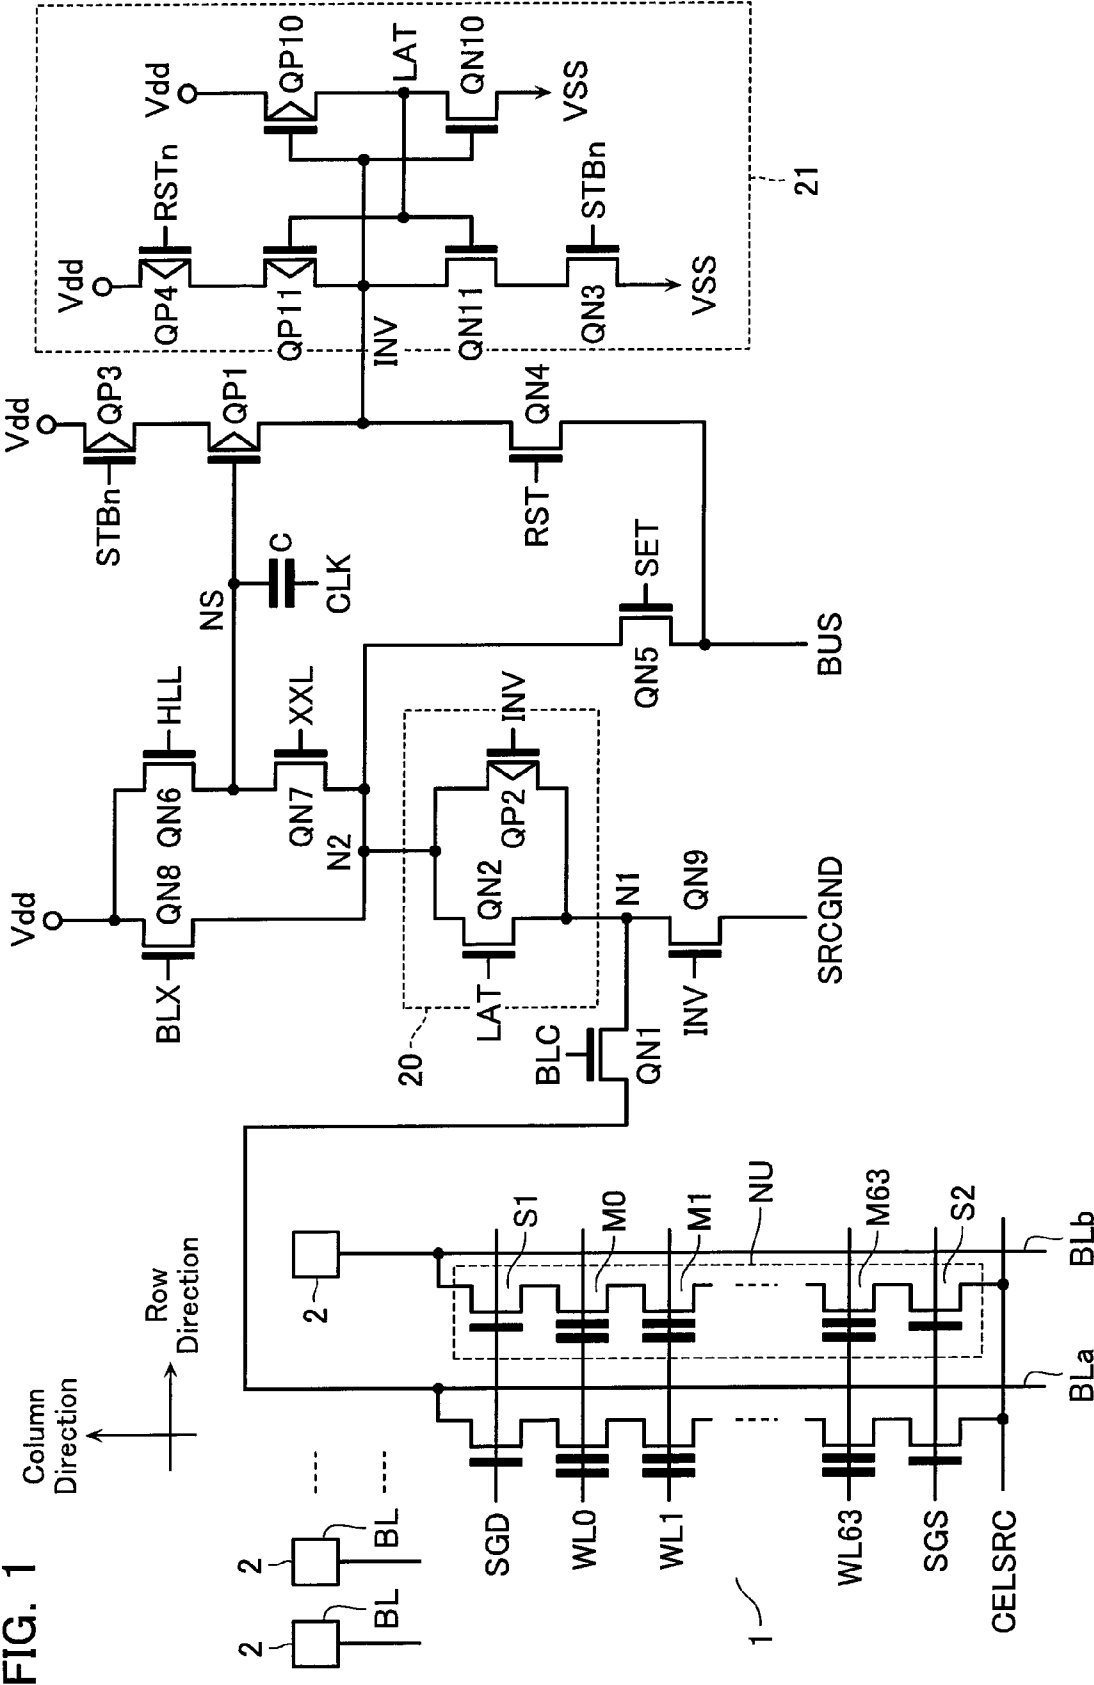 FIG. 1
Column
Direction
Row
Direction
Vdd
BLX
QN8
QN6
HLL
NS
C
CLK
QN7
XXL
N2
Vdd
STBn
QP3
QP1
INV
RST
QN4
SET
QN5
BUS
20
LAT
QN2
QP2
INV
N1
QN9
INV
SRCGND
BLC
QN1
Vdd
QP4
RSTn
QP11
QN11
QN3
STBn
VSS
Vdd
QP10
LAT
QN10
VSS
21
2
BL
2
BL
2
S1
M0
M1
NU
M63
S2
SGD
WL0
WL1
WL63
SGS
CELSRC
BLa
BLb
1